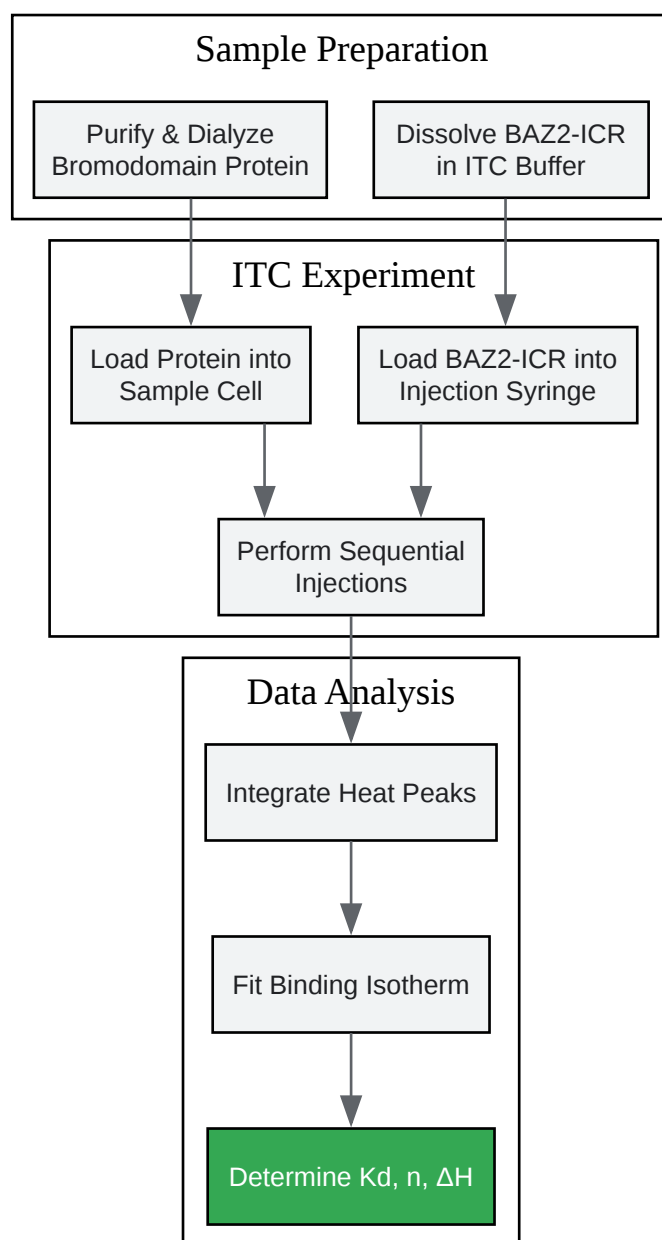 Sample Preparation
Purify & Dialyze
Bromodomain Protein
Dissolve BAZ2-ICR
in ITC Buffer
ITC Experiment
Load Protein into
Sample Cell
Load BAZ2-ICR into
Injection Syringe
Perform Sequential
Injections
Data Analysis
Integrate Heat Peaks
Fit Binding Isotherm
Determine Kd, n, ΔH